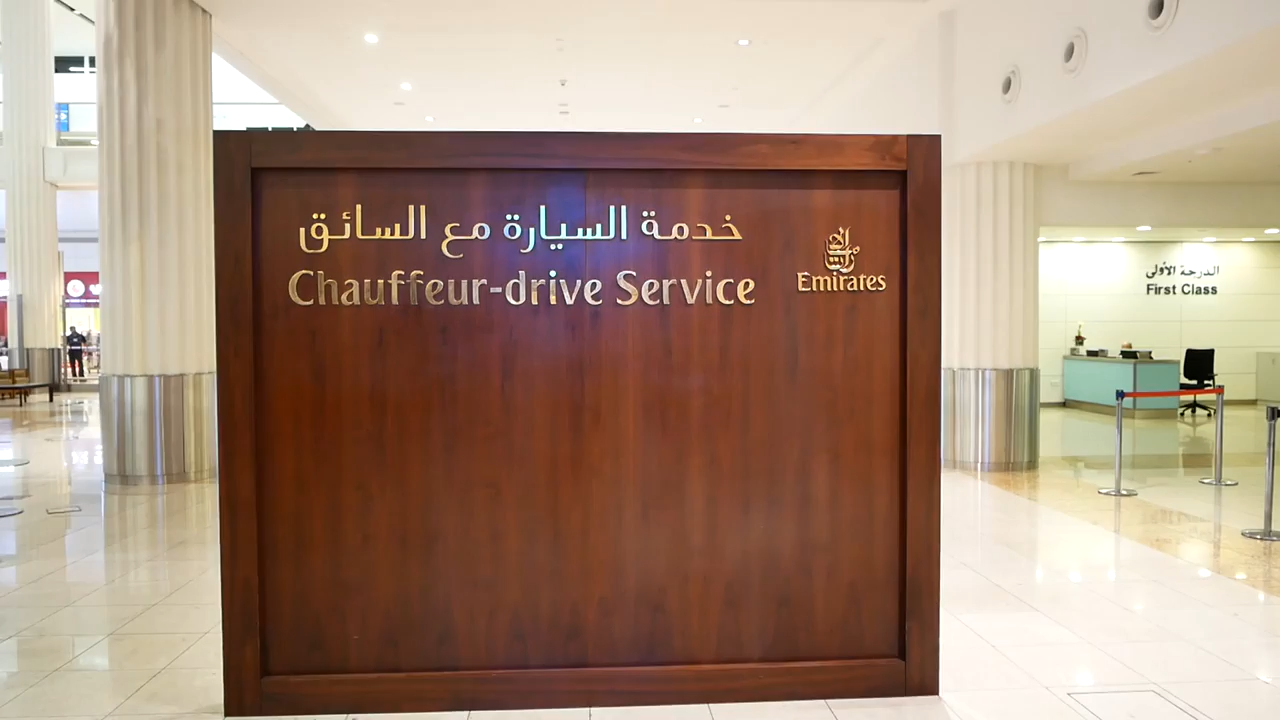 خدمة السيارة مع السائق
Chauffeur-drive Service
Emirates
الدرجة الأولى
First Class